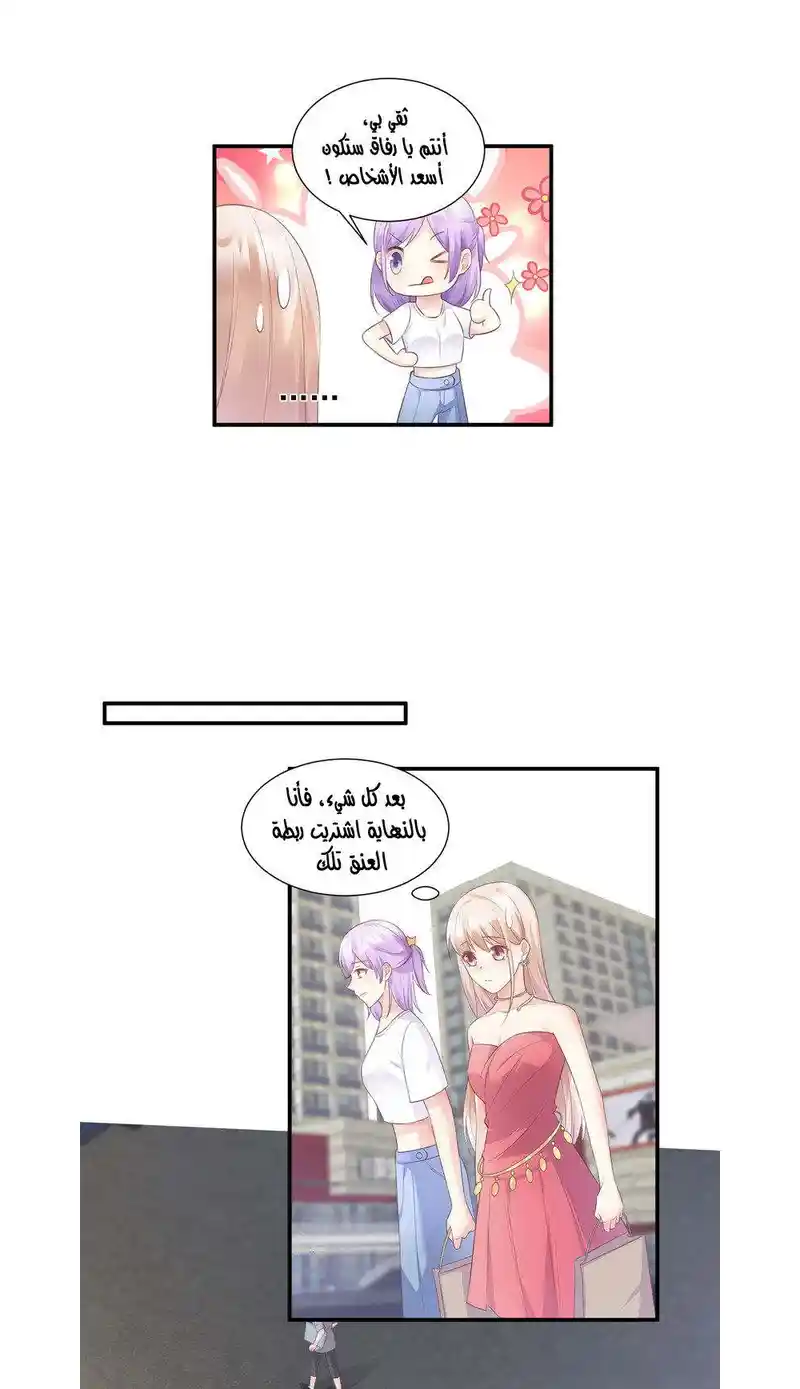 ثقي بي،
أنتم يا رفاق ستكون
أسعد الأشخاص !
......
بعد كل شيء، فأنا
بالنهاية اشتريت ربطة
العنق تلك